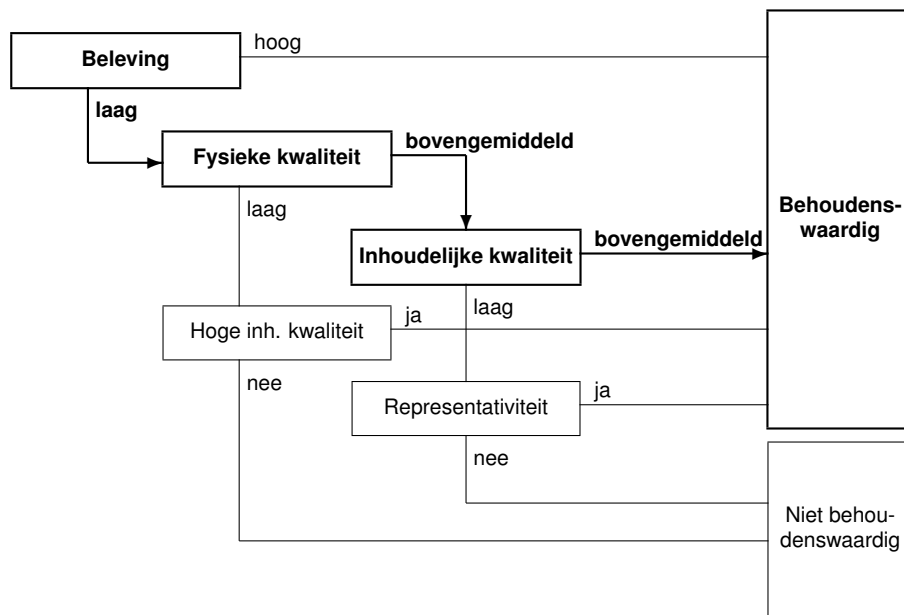 hoog
Beleving
laag
Fysieke kwaliteit
bovengemiddeld
laag
Inhoudelijke kwaliteit
bovengemiddeld
Behoudens-
waardig
laag
Hoge inh. kwaliteit
ja
nee
Representativiteit
ja
nee
Niet behou-
denswaardig